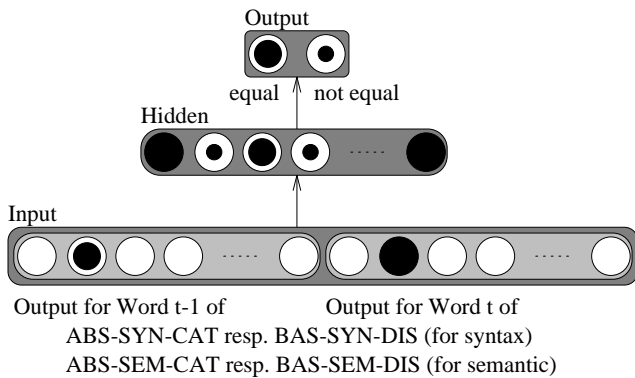 Output
equal not equal
Hidden
Input
Output for Word t-1 of Output for Word t of
ABS-SYN-CAT resp. BAS-SYN-DIS (for syntax)
ABS-SEM-CAT resp. BAS-SEM-DIS (for semantic)